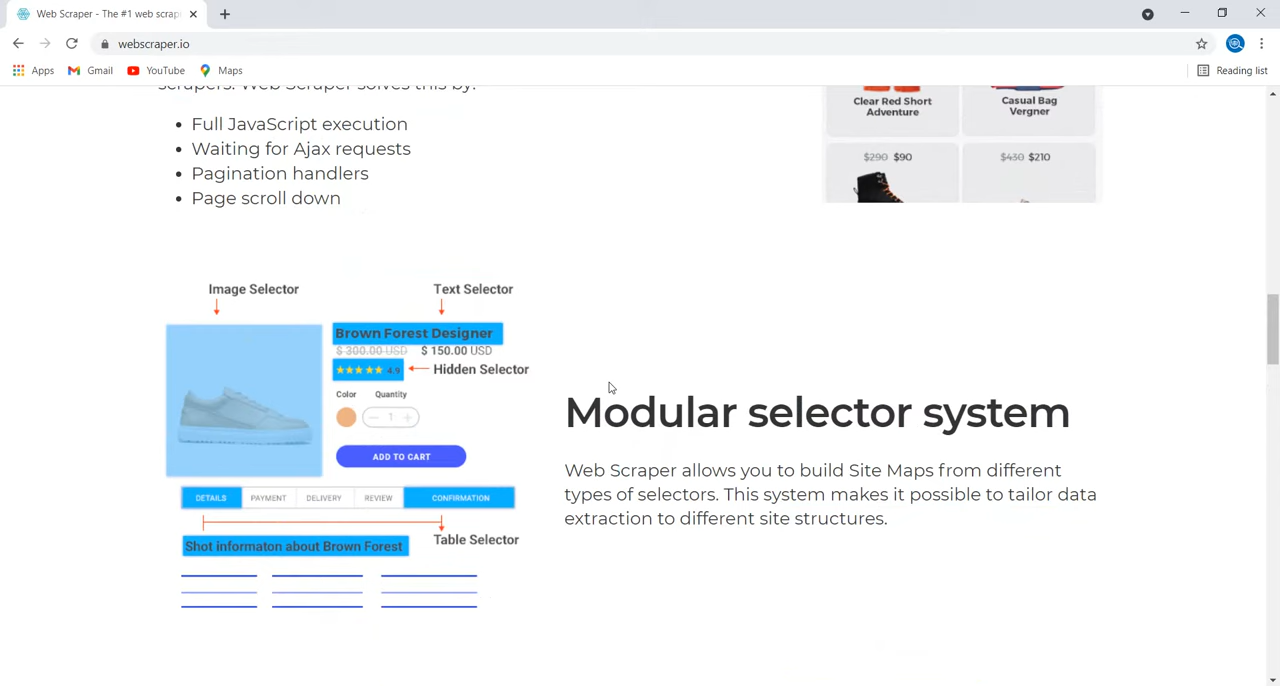 Web Scraper - The #1 web scrap
webscraper.io
Apps
Gmail
YouTube
Maps
Reading list
scrapers. Web Scraper solves this by:
Full JavaScript execution
Waiting for Ajax requests
Pagination handlers
Page scroll down
Clear Red Short
Adventure
Casual Bag
Vergner
$290 $90
$430 $210
Image Selector
Text Selector
Brown Forest Designer
$ 300.00 USD $ 150.00 USD
4.9
Hidden Selector
Color
Quantity
1
ADD TO CART
DETAILS
PAYMENT
DELIVERY
REVIEW
CONFIRMATION
Shot informaton about Brown Forest
Table Selector
Modular selector system
Web Scraper allows you to build Site Maps from different
types of selectors. This system makes it possible to tailor data
extraction to different site structures.